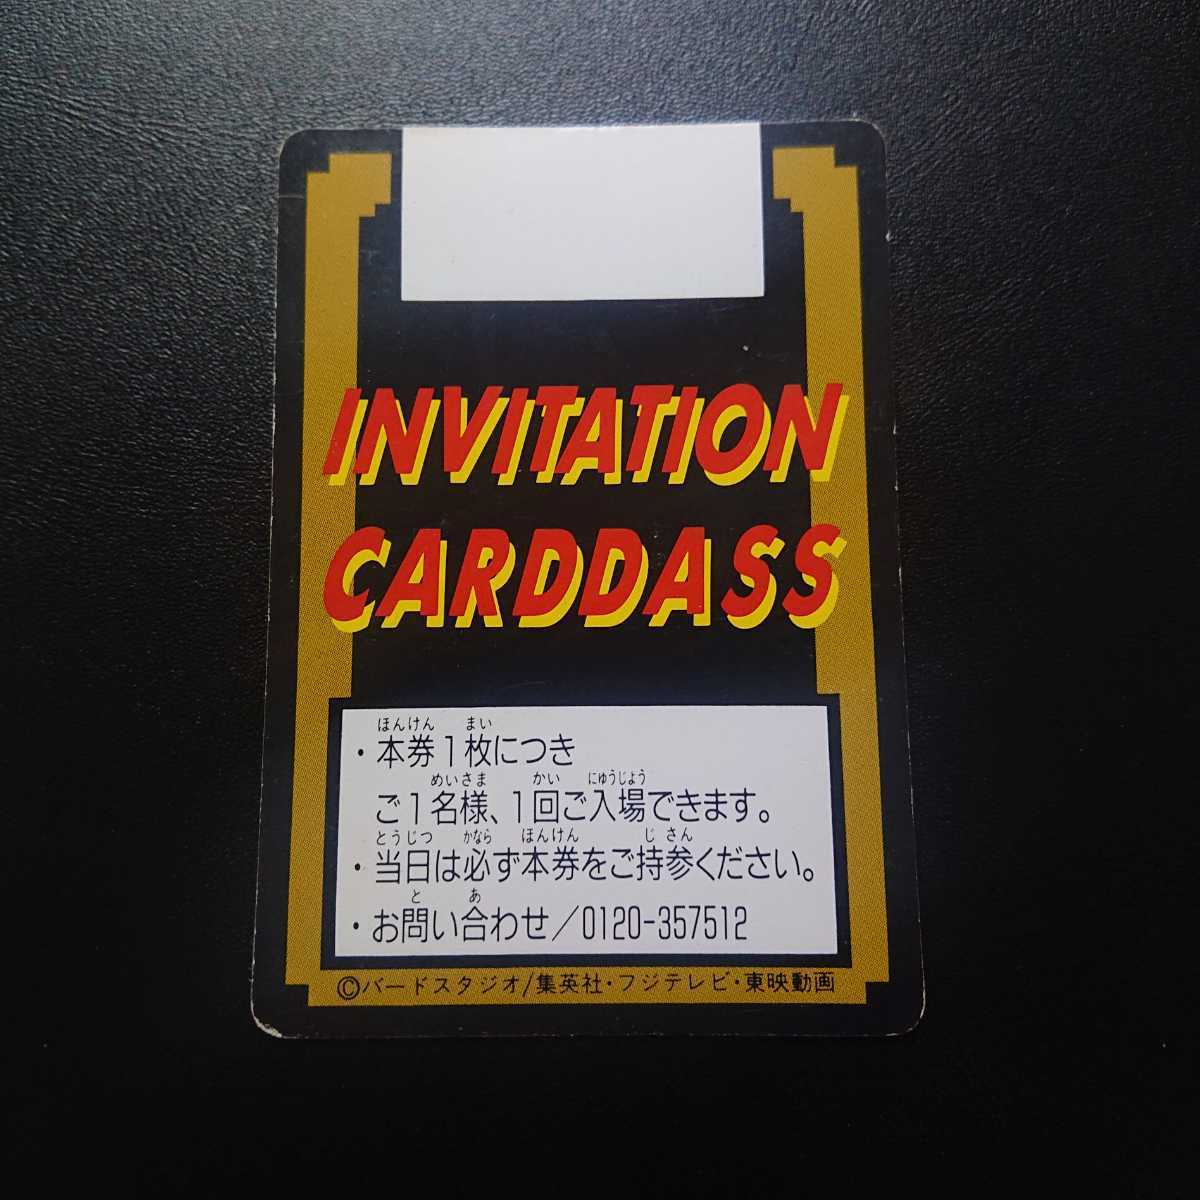 INVITATION
CARDDASS
ほんけん まい
・本券1枚につき
めいさま かい にゅうじょう
ご1名様、1回ご入場できます。
とうじつ かなら ほんけん じ さん
・当日は必ず本券をご持参ください。
と あ
・お問い合わせ/0120-357512
©バードスタジオ/集英社・フジテレビ・東映動画